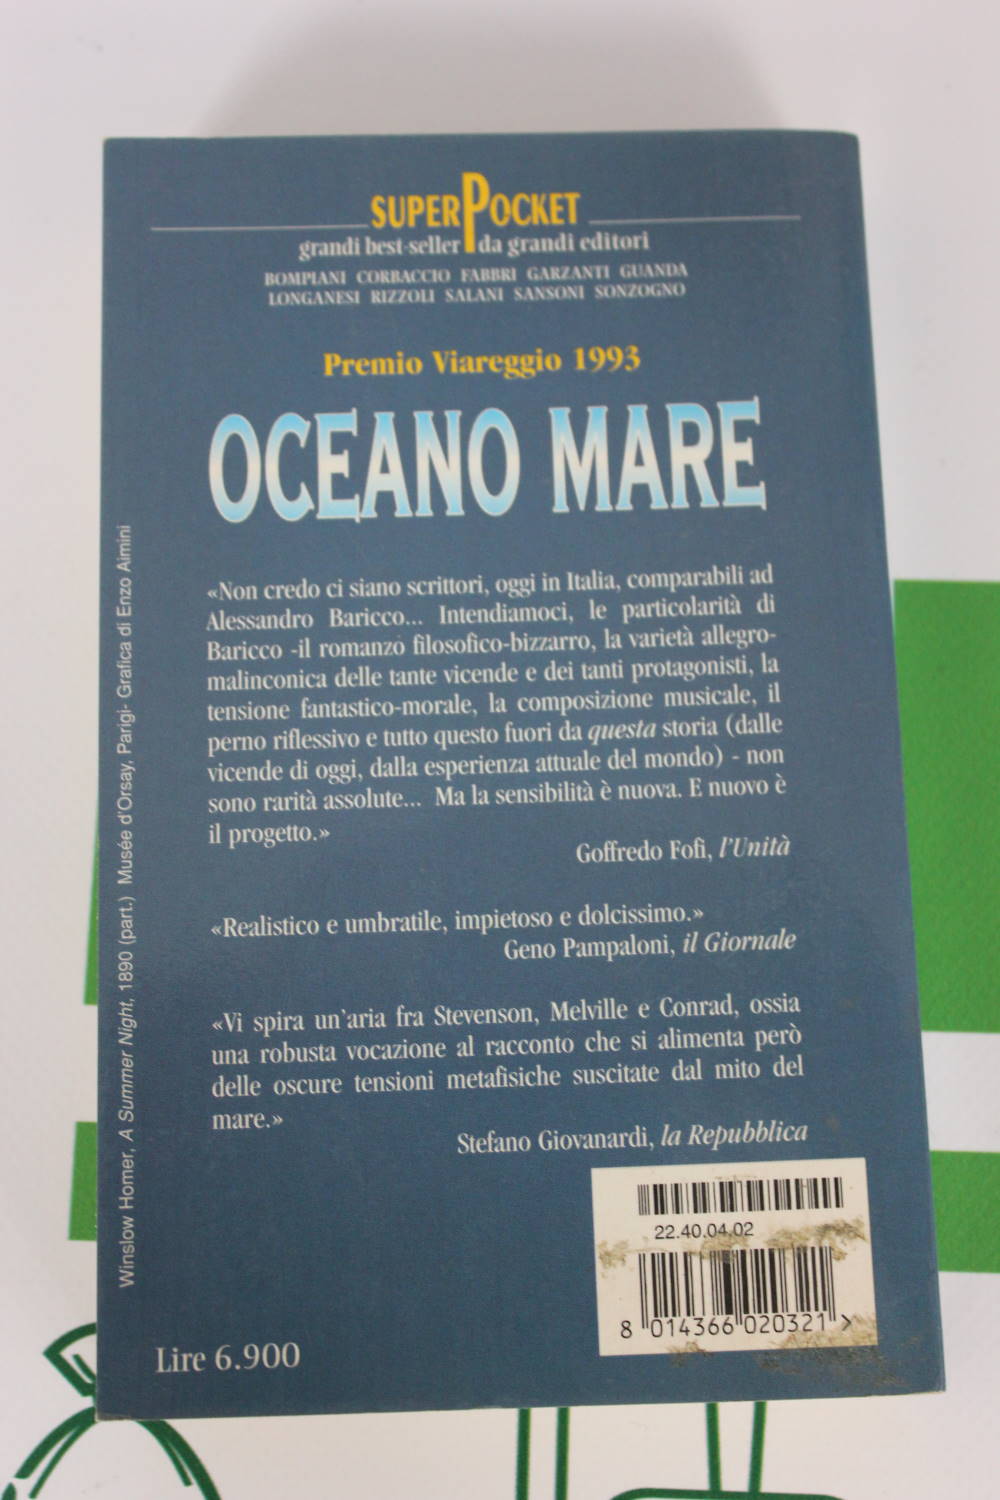 SUPERPOCKET
grandi best-seller da grandi editori
BOMPIANI CORBACCIO FABBRI GARZANTI GUANDA
LONGANESI RIZZOLI SALANI SANSONI SONZOGNO
Premio Viareggio 1993
OCEANO MARE
«Non credo ci siano scrittori, oggi in Italia, comparabili ad
Alessandro Baricco... Intendiamoci, le particolarità di
Baricco -il romanzo filosofico-bizzarro, la varietà allegro-
malinconica delle tante vicende e dei tanti protagonisti, la
tensione fantastico-morale, la composizione musicale, il
perno riflessivo e tutto questo fuori da questa storia (dalle
vicende di oggi, dalla esperienza attuale del mondo) - non
sono rarità assolute... Ma la sensibilità è nuova. E nuovo è
il progetto.»
Goffredo Fofi, l'Unità
«Realistico e umbratile, impietoso e dolcissimo.»
Geno Pampaloni, il Giornale
«Vi spira un'aria fra Stevenson, Melville e Conrad, ossia
una robusta vocazione al racconto che si alimenta però
delle oscure tensioni metafisiche suscitate dal mito del
mare.»
Stefano Giovanardi, la Repubblica
22.40.04.02
8 014366 020321 >
Lire 6.900
Winslow Homer, A Summer Night, 1890 (part.) Musée d'Orsay, Parigi- Grafica di Enzo Aimini